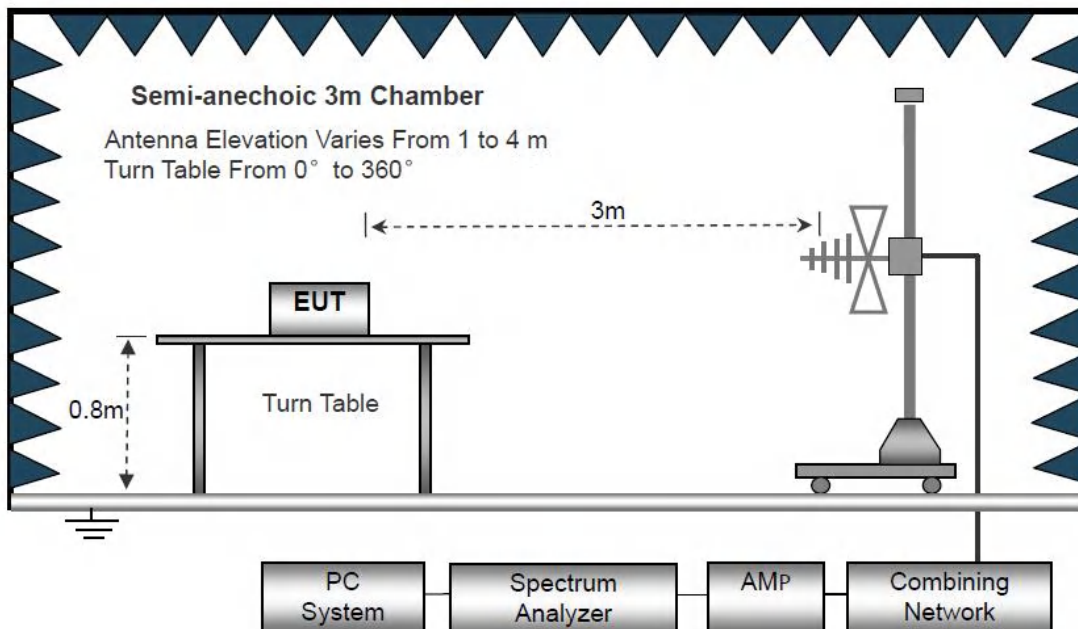 Semi-anechoic 3m Chamber
Antenna Elevation Varies From 1 to 4 m
Turn Table From 0° to 360°
3m
EUT
0.8m
Turn Table
PC
System
Spectrum
Analyzer
AMP
Combining
Network